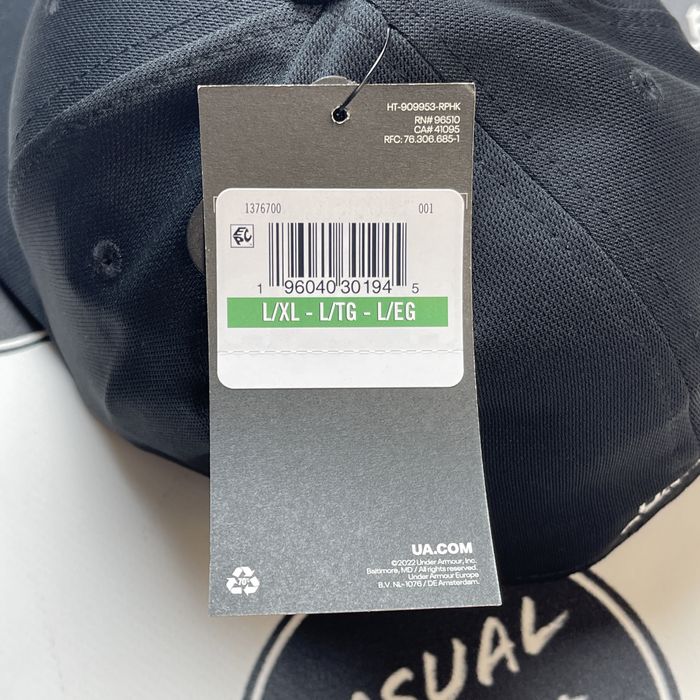 HT-909953-RPHK
RN# 96510
CA# 41095
RFC: 76.306.685-1
1376700 001
EPC
1 96040 30194 5
L/XL - L/TG - L/EG
UA.COM
©2022 Under Armour, Inc.
Baltimore, MD / All rights reserved.
Under Armour Europe
B.V. NL-1076 / DE Amsterdam.
70%